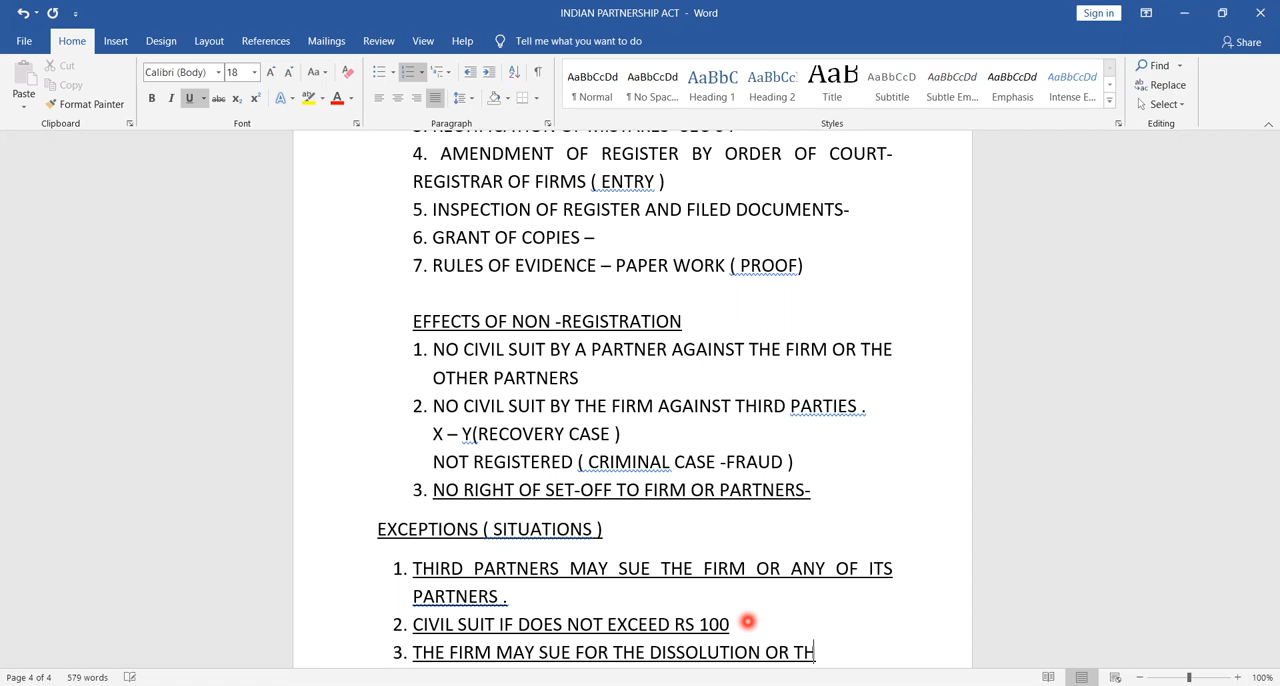 INDIAN PARTNERSHIP ACT - Word
Sign in
File Home Insert Design Layout References Mailings Review View Help Tell me what you want to do Share
Paste Cut Copy Format Painter
Clipboard
Calibri (Body) 18
Font
Paragraph
AaBbCcDd AaBbCcDd AaBbC AaBbCc AaB AaBbCcD AaBbCcDd AaBbCcDd AaBbCcDd
¶ Normal ¶ No Spac... Heading 1 Heading 2 Title Subtitle Subtle Em... Emphasis Intense E...
Styles
Find
Replace
Select
Editing
4. AMENDMENT OF REGISTER BY ORDER OF COURT-
REGISTRAR OF FIRMS ( ENTRY )
5. INSPECTION OF REGISTER AND FILED DOCUMENTS-
6. GRANT OF COPIES –
7. RULES OF EVIDENCE – PAPER WORK ( PROOF)
EFFECTS OF NON -REGISTRATION
1. NO CIVIL SUIT BY A PARTNER AGAINST THE FIRM OR THE
OTHER PARTNERS
2. NO CIVIL SUIT BY THE FIRM AGAINST THIRD PARTIES .
X – Y(RECOVERY CASE )
NOT REGISTERED ( CRIMINAL CASE -FRAUD )
3. NO RIGHT OF SET-OFF TO FIRM OR PARTNERS-
EXCEPTIONS ( SITUATIONS )
1. THIRD PARTNERS MAY SUE THE FIRM OR ANY OF ITS
PARTNERS .
2. CIVIL SUIT IF DOES NOT EXCEED RS 100
3. THE FIRM MAY SUE FOR THE DISSOLUTION OR TH
Page 4 of 4 579 words 100%